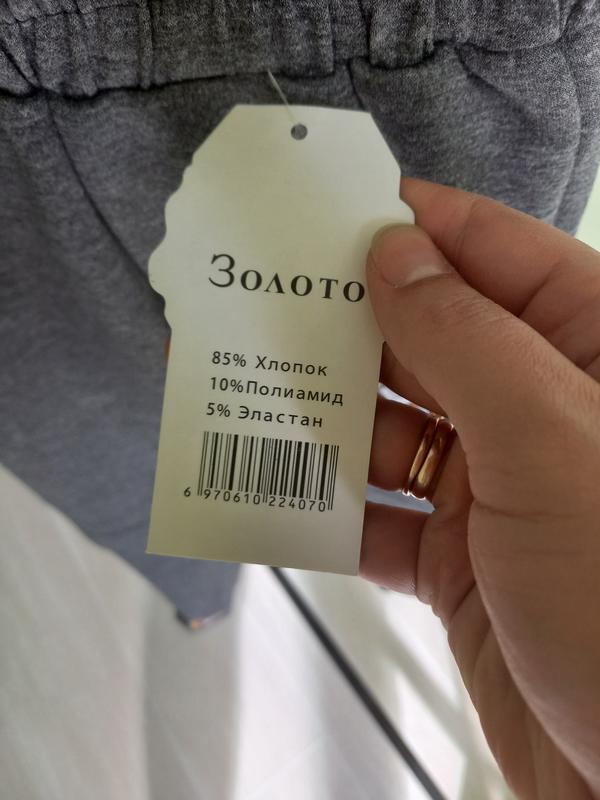 Золото
85% Хлопок
10%Полиамид
5% Эластан
6 970610 224070